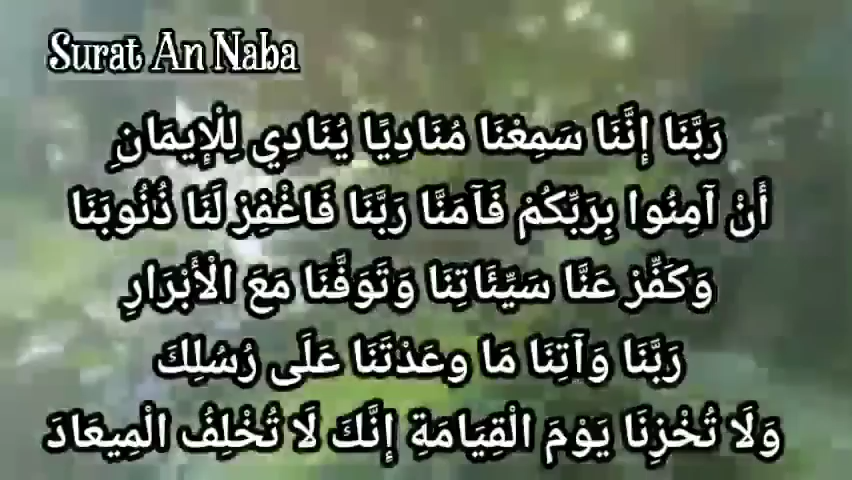 Surat An Naba
رَبَّنَا إِنَّنَا سَمِعْنَا مُنَادِيًا يُنَادِي لِلْإِيمَانِ
أَنْ آمِنُوا بِرَبِّكُمْ فَآمَنَّا رَبَّنَا فَاغْفِرْ لَنَا ذُنُوبَنَا
وَكَفِّرْ عَنَّا سَيِّئَاتِنَا وَتَوَفَّنَا مَعَ الْأَبْرَارِ
رَبَّنَا وَآتِنَا مَا وعَدْتَنَا عَلَى رُسُلِكَ
وَلَا تُخْزِنَا يَوْمَ الْقِيَامَةِ إِنَّكَ لَا تُخْلِفُ الْمِيعَادَ